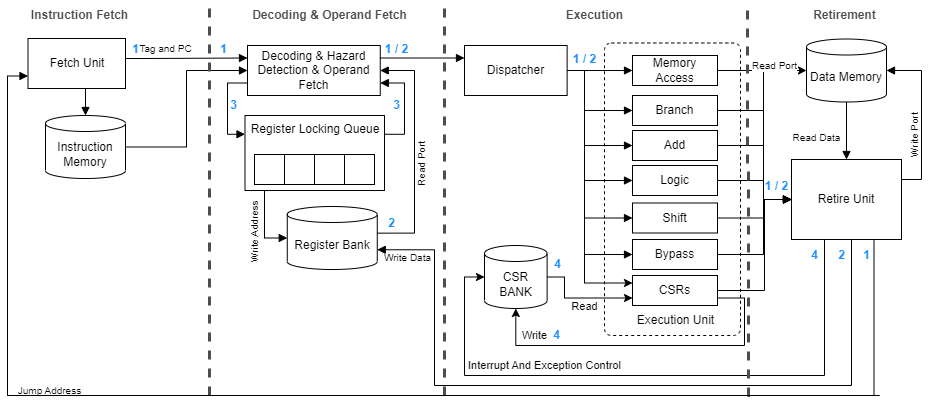 Instruction Fetch
Decoding & Operand Fetch
Execution
Retirement
Fetch Unit
1
Tag and PC
1
Decoding & Hazard
Detection & Operand
Fetch
1 / 2
Dispatcher
1 / 2
Memory
Access
Read Port
Data Memory
Instruction
Memory
3
3
Register Locking Queue
Read Port
Branch
Add
Logic
Shift
Bypass
CSRs
Execution Unit
Read Data
Write Port
1 / 2
Retire Unit
Write Address
Register Bank
2
Write Data
CSR
BANK
4
Read
Write
4
4
2
1
Interrupt And Exception Control
Jump Address